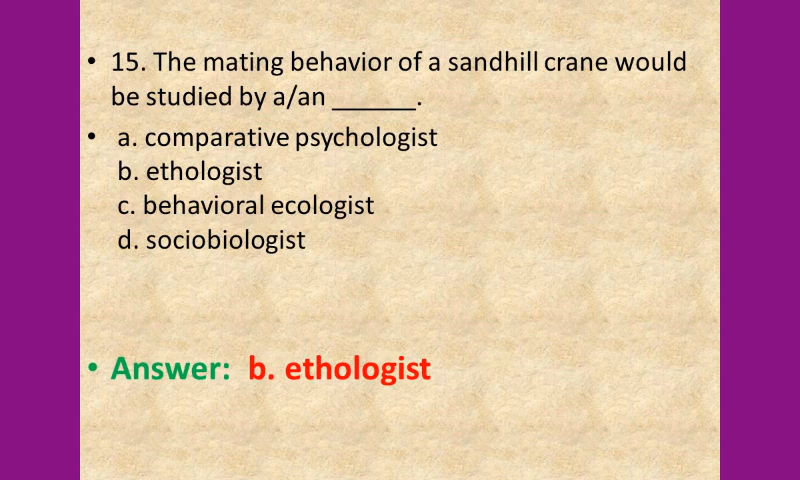 • 15. The mating behavior of a sandhill crane would
be studied by a/an ______.
• a. comparative psychologist
b. ethologist
c. behavioral ecologist
d. sociobiologist
• Answer: b. ethologist